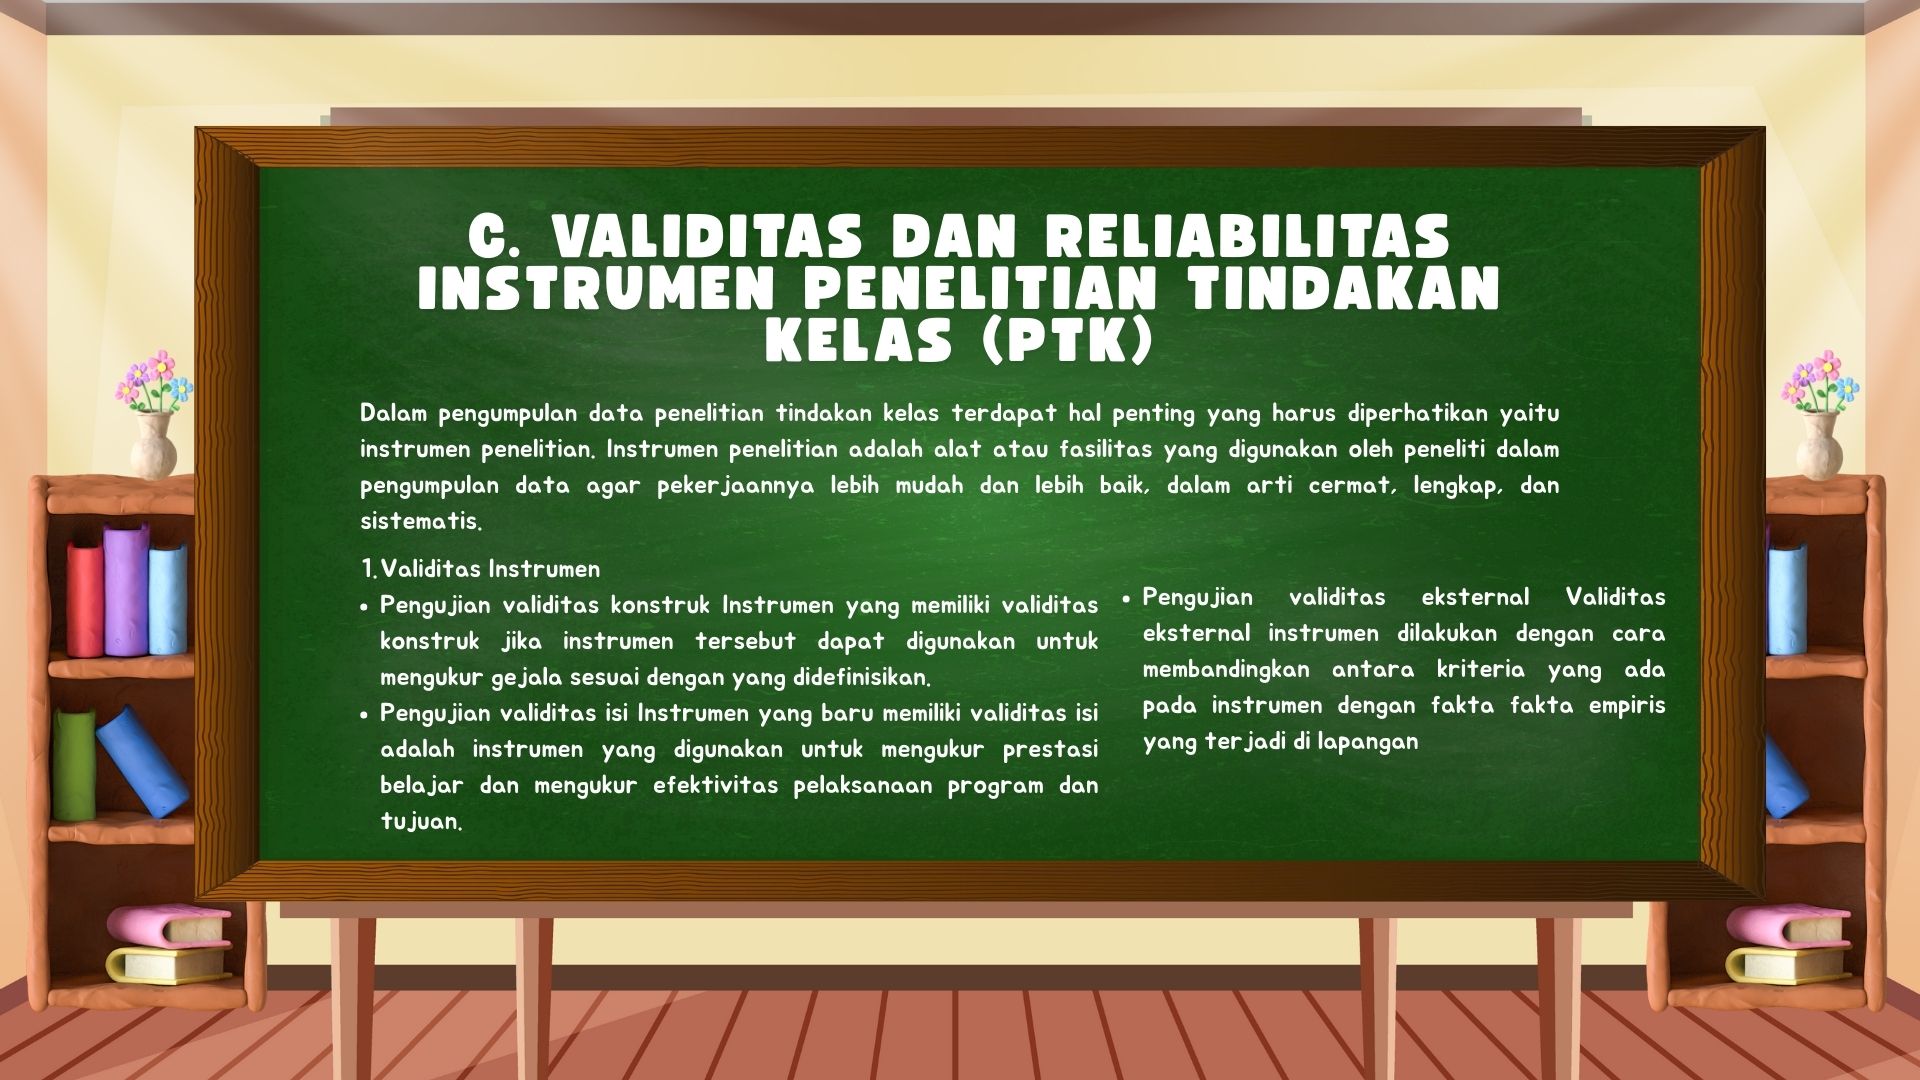 C. VALIDITAS DAN RELIABILITAS
INSTRUMEN PENELITIAN TINDAKAN
KELAS (PTK)
Dalam pengumpulan data penelitian tindakan kelas terdapat hal penting yang harus diperhatikan yaitu
instrumen penelitian. Instrumen penelitian adalah alat atau fasilitas yang digunakan oleh peneliti dalam
pengumpulan data agar pekerjaannya lebih mudah dan lebih baik, dalam arti cermat, lengkap, dan
sistematis.
1. Validitas Instrumen
• Pengujian validitas konstruk Instrumen yang memiliki validitas
konstruk jika instrumen tersebut dapat digunakan untuk
mengukur gejala sesuai dengan yang didefinisikan.
• Pengujian validitas isi Instrumen yang baru memiliki validitas isi
adalah instrumen yang digunakan untuk mengukur prestasi
belajar dan mengukur efektivitas pelaksanaan program dan
tujuan.
• Pengujian validitas eksternal Validitas
eksternal instrumen dilakukan dengan cara
membandingkan antara kriteria yang ada
pada instrumen dengan fakta fakta empiris
yang terjadi di lapangan